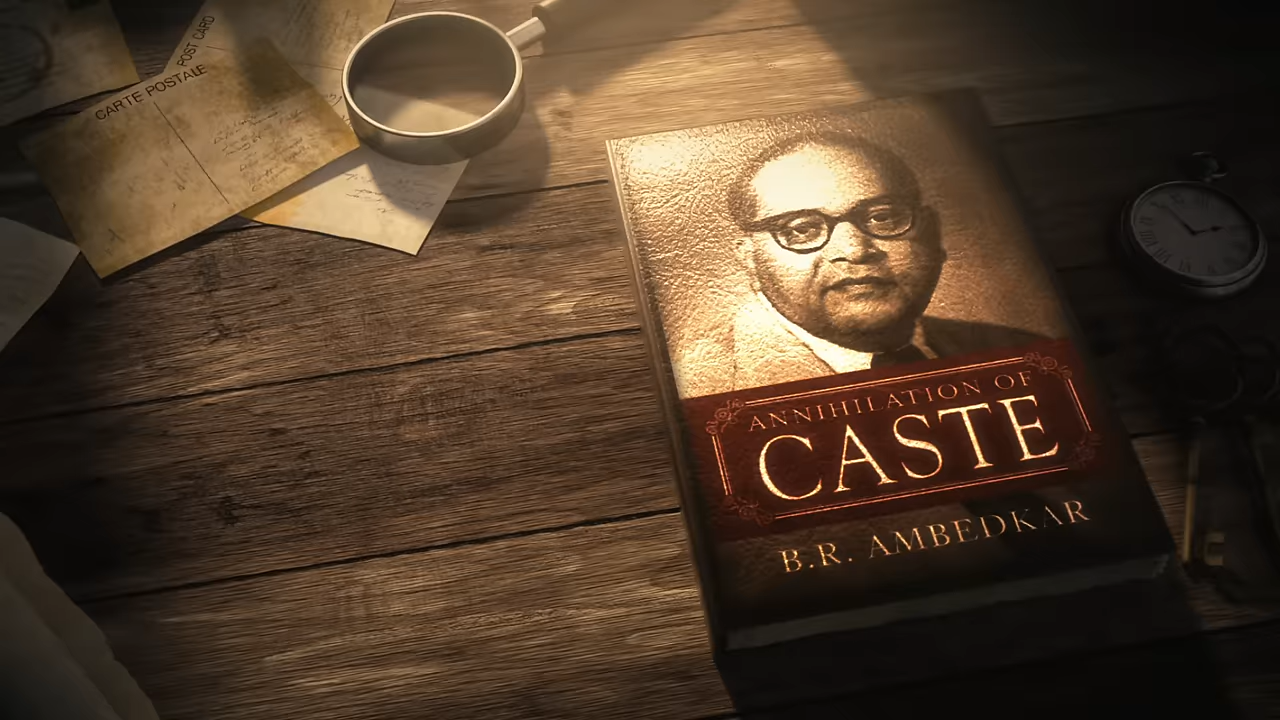 POST CARD
CARTE POSTALE
ANNIHILATION OF
CASTE
B.R. AMBEDKAR